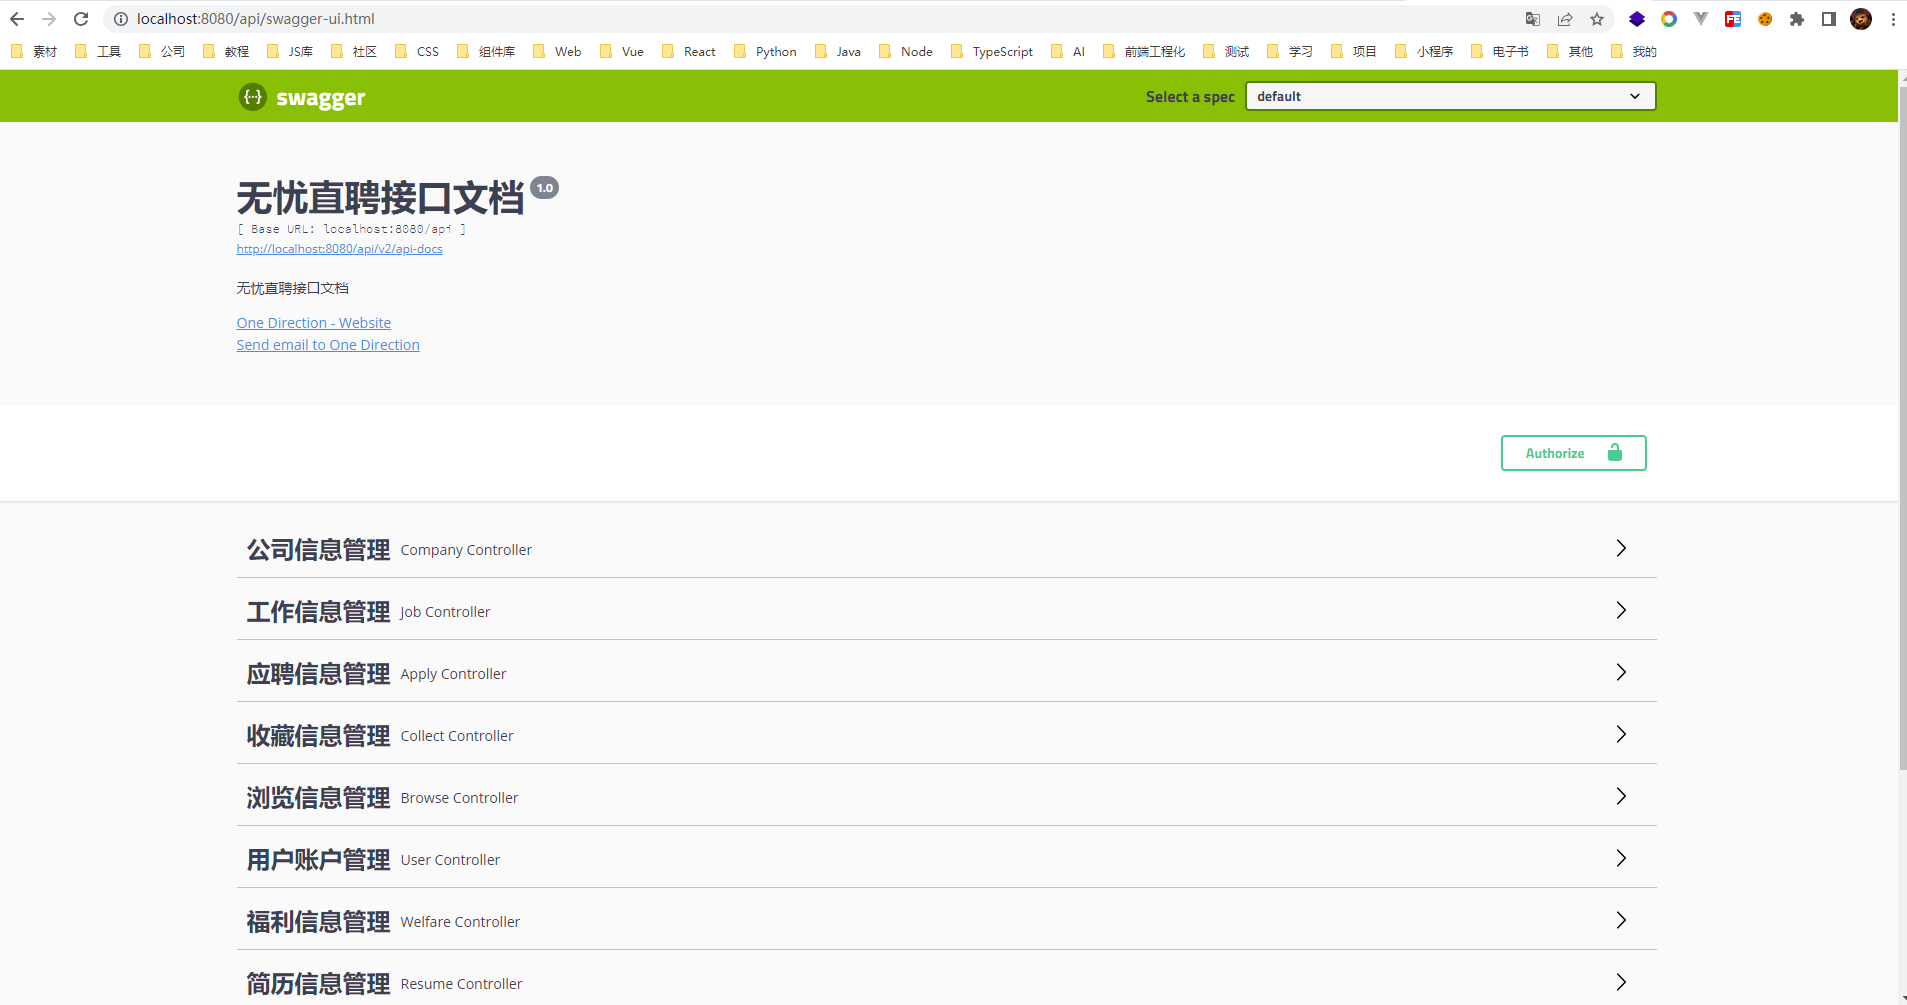 localhost:8080/api/swagger-ui.html
素材 工具 公司 教程 JS库 社区 CSS 组件库 Web Vue React Python Java Node TypeScript AI 前端工程化 测试 学习 项目 小程序 电子书 其他 我的
swagger Select a spec default
无忧直聘接口文档 1.0
[ Base URL: localhost:8080/api ]
http://localhost:8080/api/v2/api-docs
无忧直聘接口文档
One Direction - Website
Send email to One Direction
Authorize
公司信息管理 Company Controller
工作信息管理 Job Controller
应聘信息管理 Apply Controller
收藏信息管理 Collect Controller
浏览信息管理 Browse Controller
用户账户管理 User Controller
福利信息管理 Welfare Controller
简历信息管理 Resume Controller